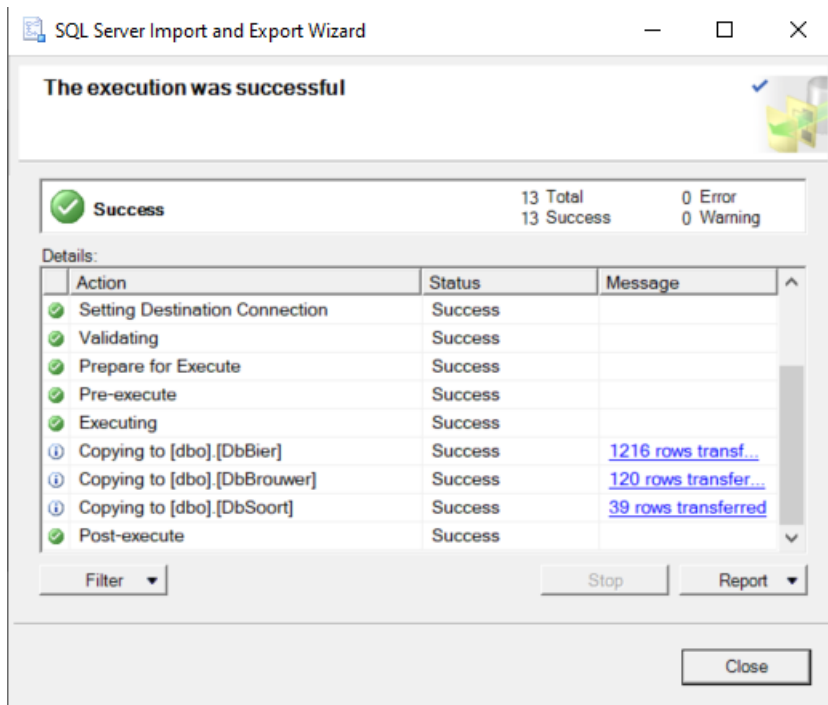 SQL Server Import and Export Wizard
The execution was successful
Success
13 Total 0 Error
13 Success 0 Warning
Details:
Action Status Message
Setting Destination Connection Success
Validating Success
Prepare for Execute Success
Pre-execute Success
Executing Success
Copying to [dbo].[DbBier] Success 1216 rows transf...
Copying to [dbo].[DbBrouwer] Success 120 rows transfer...
Copying to [dbo].[DbSoort] Success 39 rows transferred
Post-execute Success
Filter Stop Report
Close